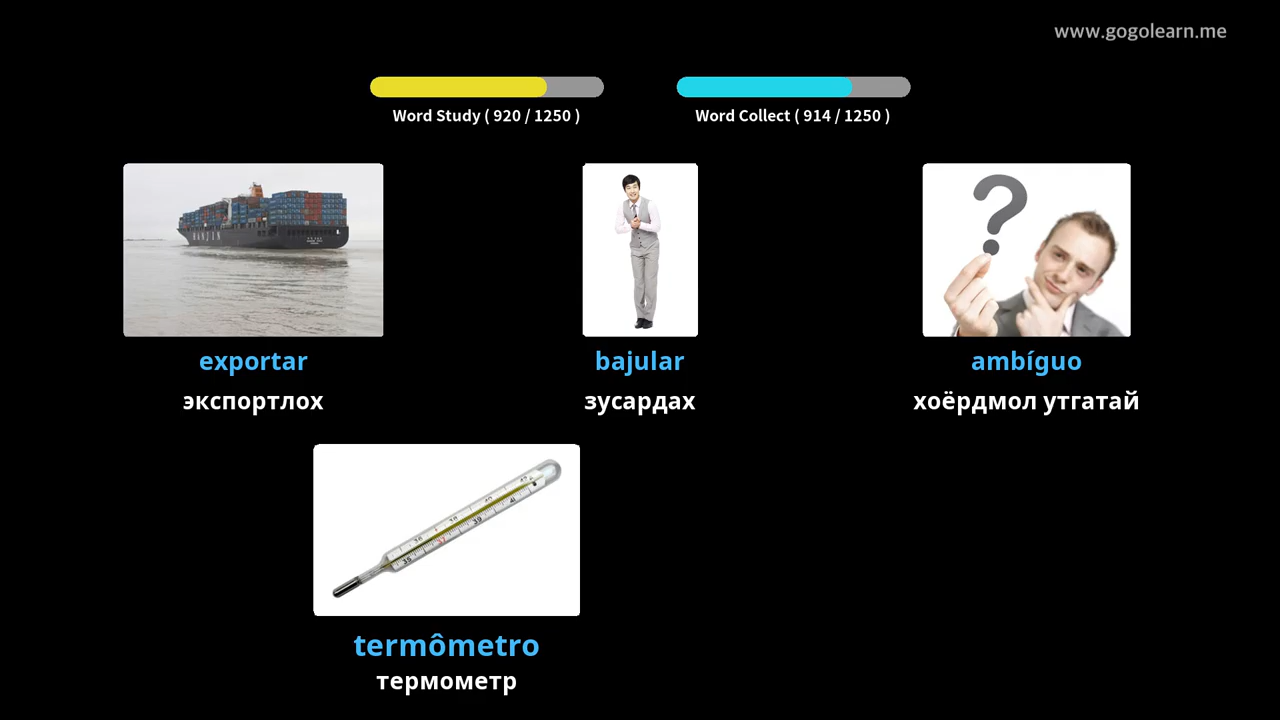 www.gogolearn.me
Word Study ( 920 / 1250 )
Word Collect ( 914 / 1250 )
HANJIN
exportar
bajular
ambíguo
экспортлох
зусардах
хоёрдмол утгатай
termômetro
термометр